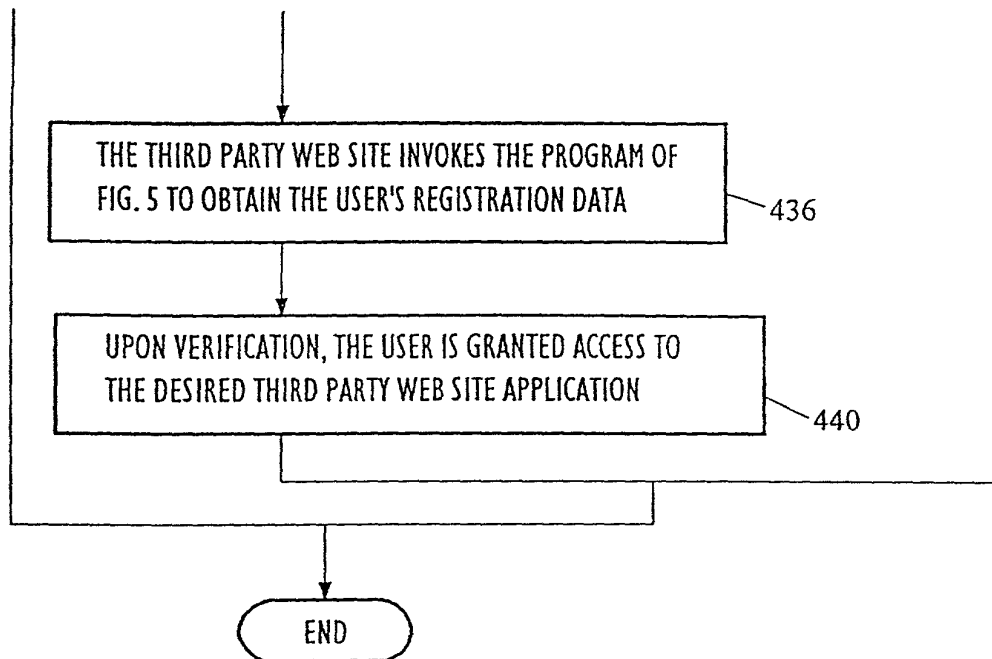 THE THIRD PARTY WEB SITE INVOKES THE PROGRAM OF
FIG. 5 TO OBTAIN THE USER'S REGISTRATION DATA
436
UPON VERIFICATION, THE USER IS GRANTED ACCESS TO
THE DESIRED THIRD PARTY WEB SITE APPLICATION
440
END